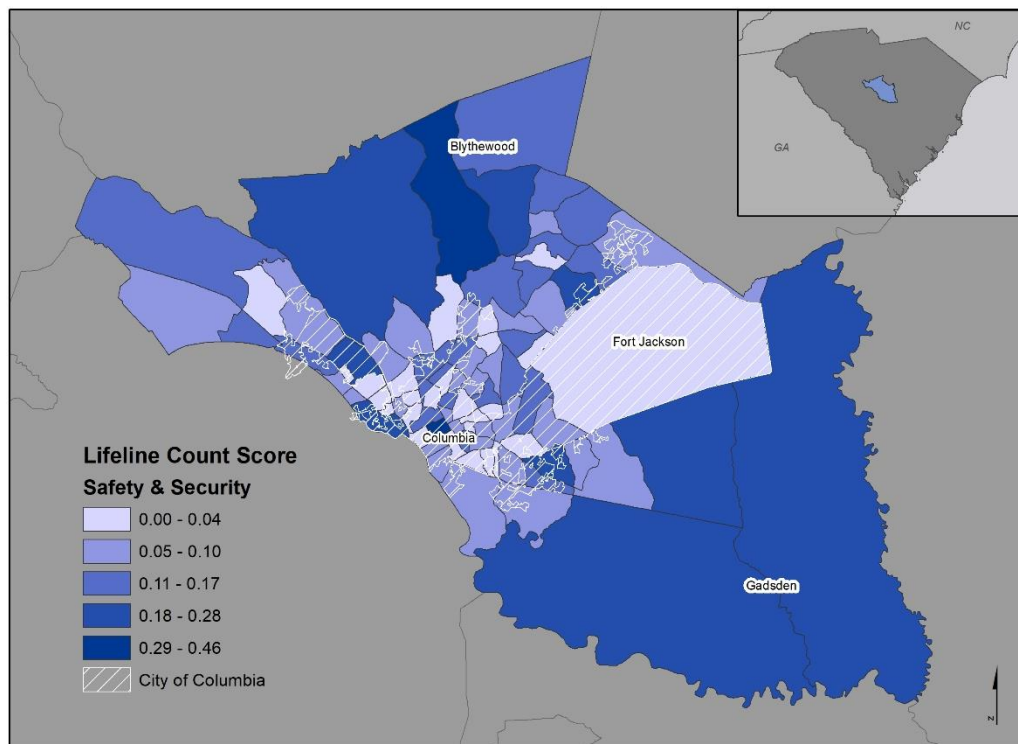 NC
GA
Blythewood
Fort Jackson
Columbia
Gadsden
Lifeline Count Score
Safety & Security
0.00 - 0.04
0.05 - 0.10
0.11 - 0.17
0.18 - 0.28
0.29 - 0.46
City of Columbia
N